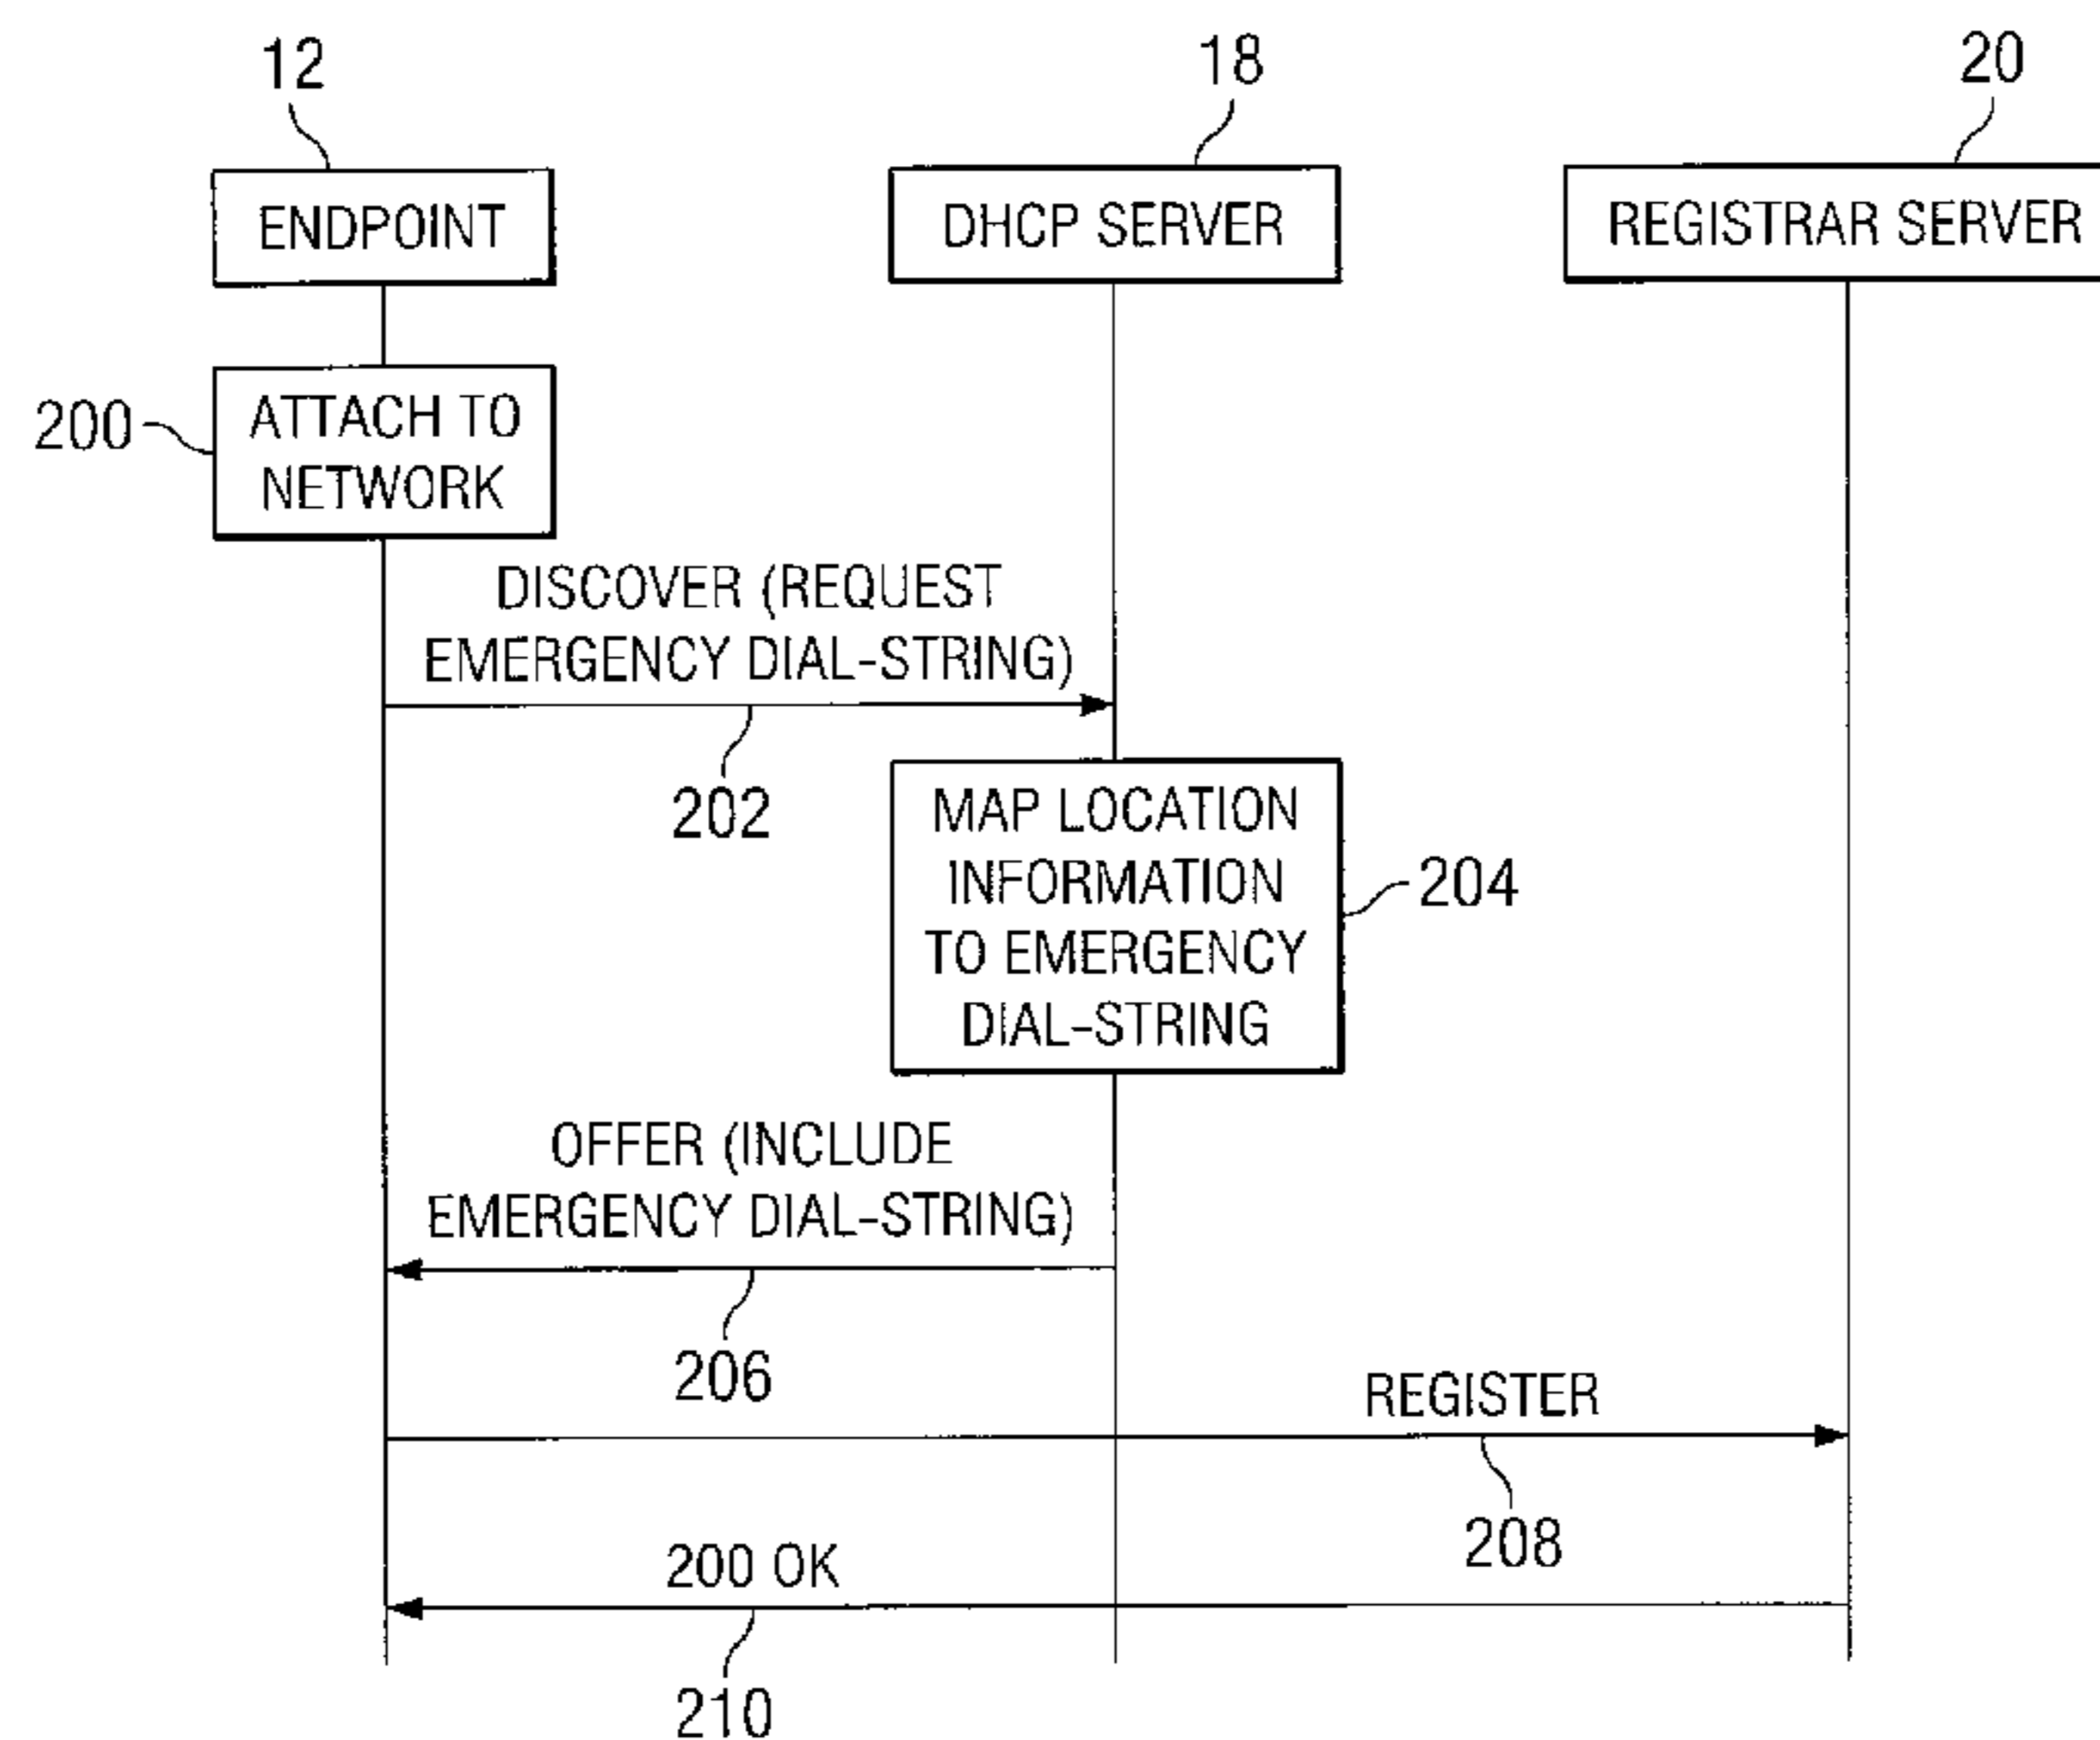 12
18
20
ENDPOINT
DHCP SERVER
REGISTRAR SERVER
200
ATTACH TO
NETWORK
DISCOVER (REQUEST
EMERGENCY DIAL-STRING)
202
MAP LOCATION
INFORMATION
TO EMERGENCY
DIAL-STRING
204
OFFER (INCLUDE
EMERGENCY DIAL-STRING)
206
REGISTER
208
200 OK
210